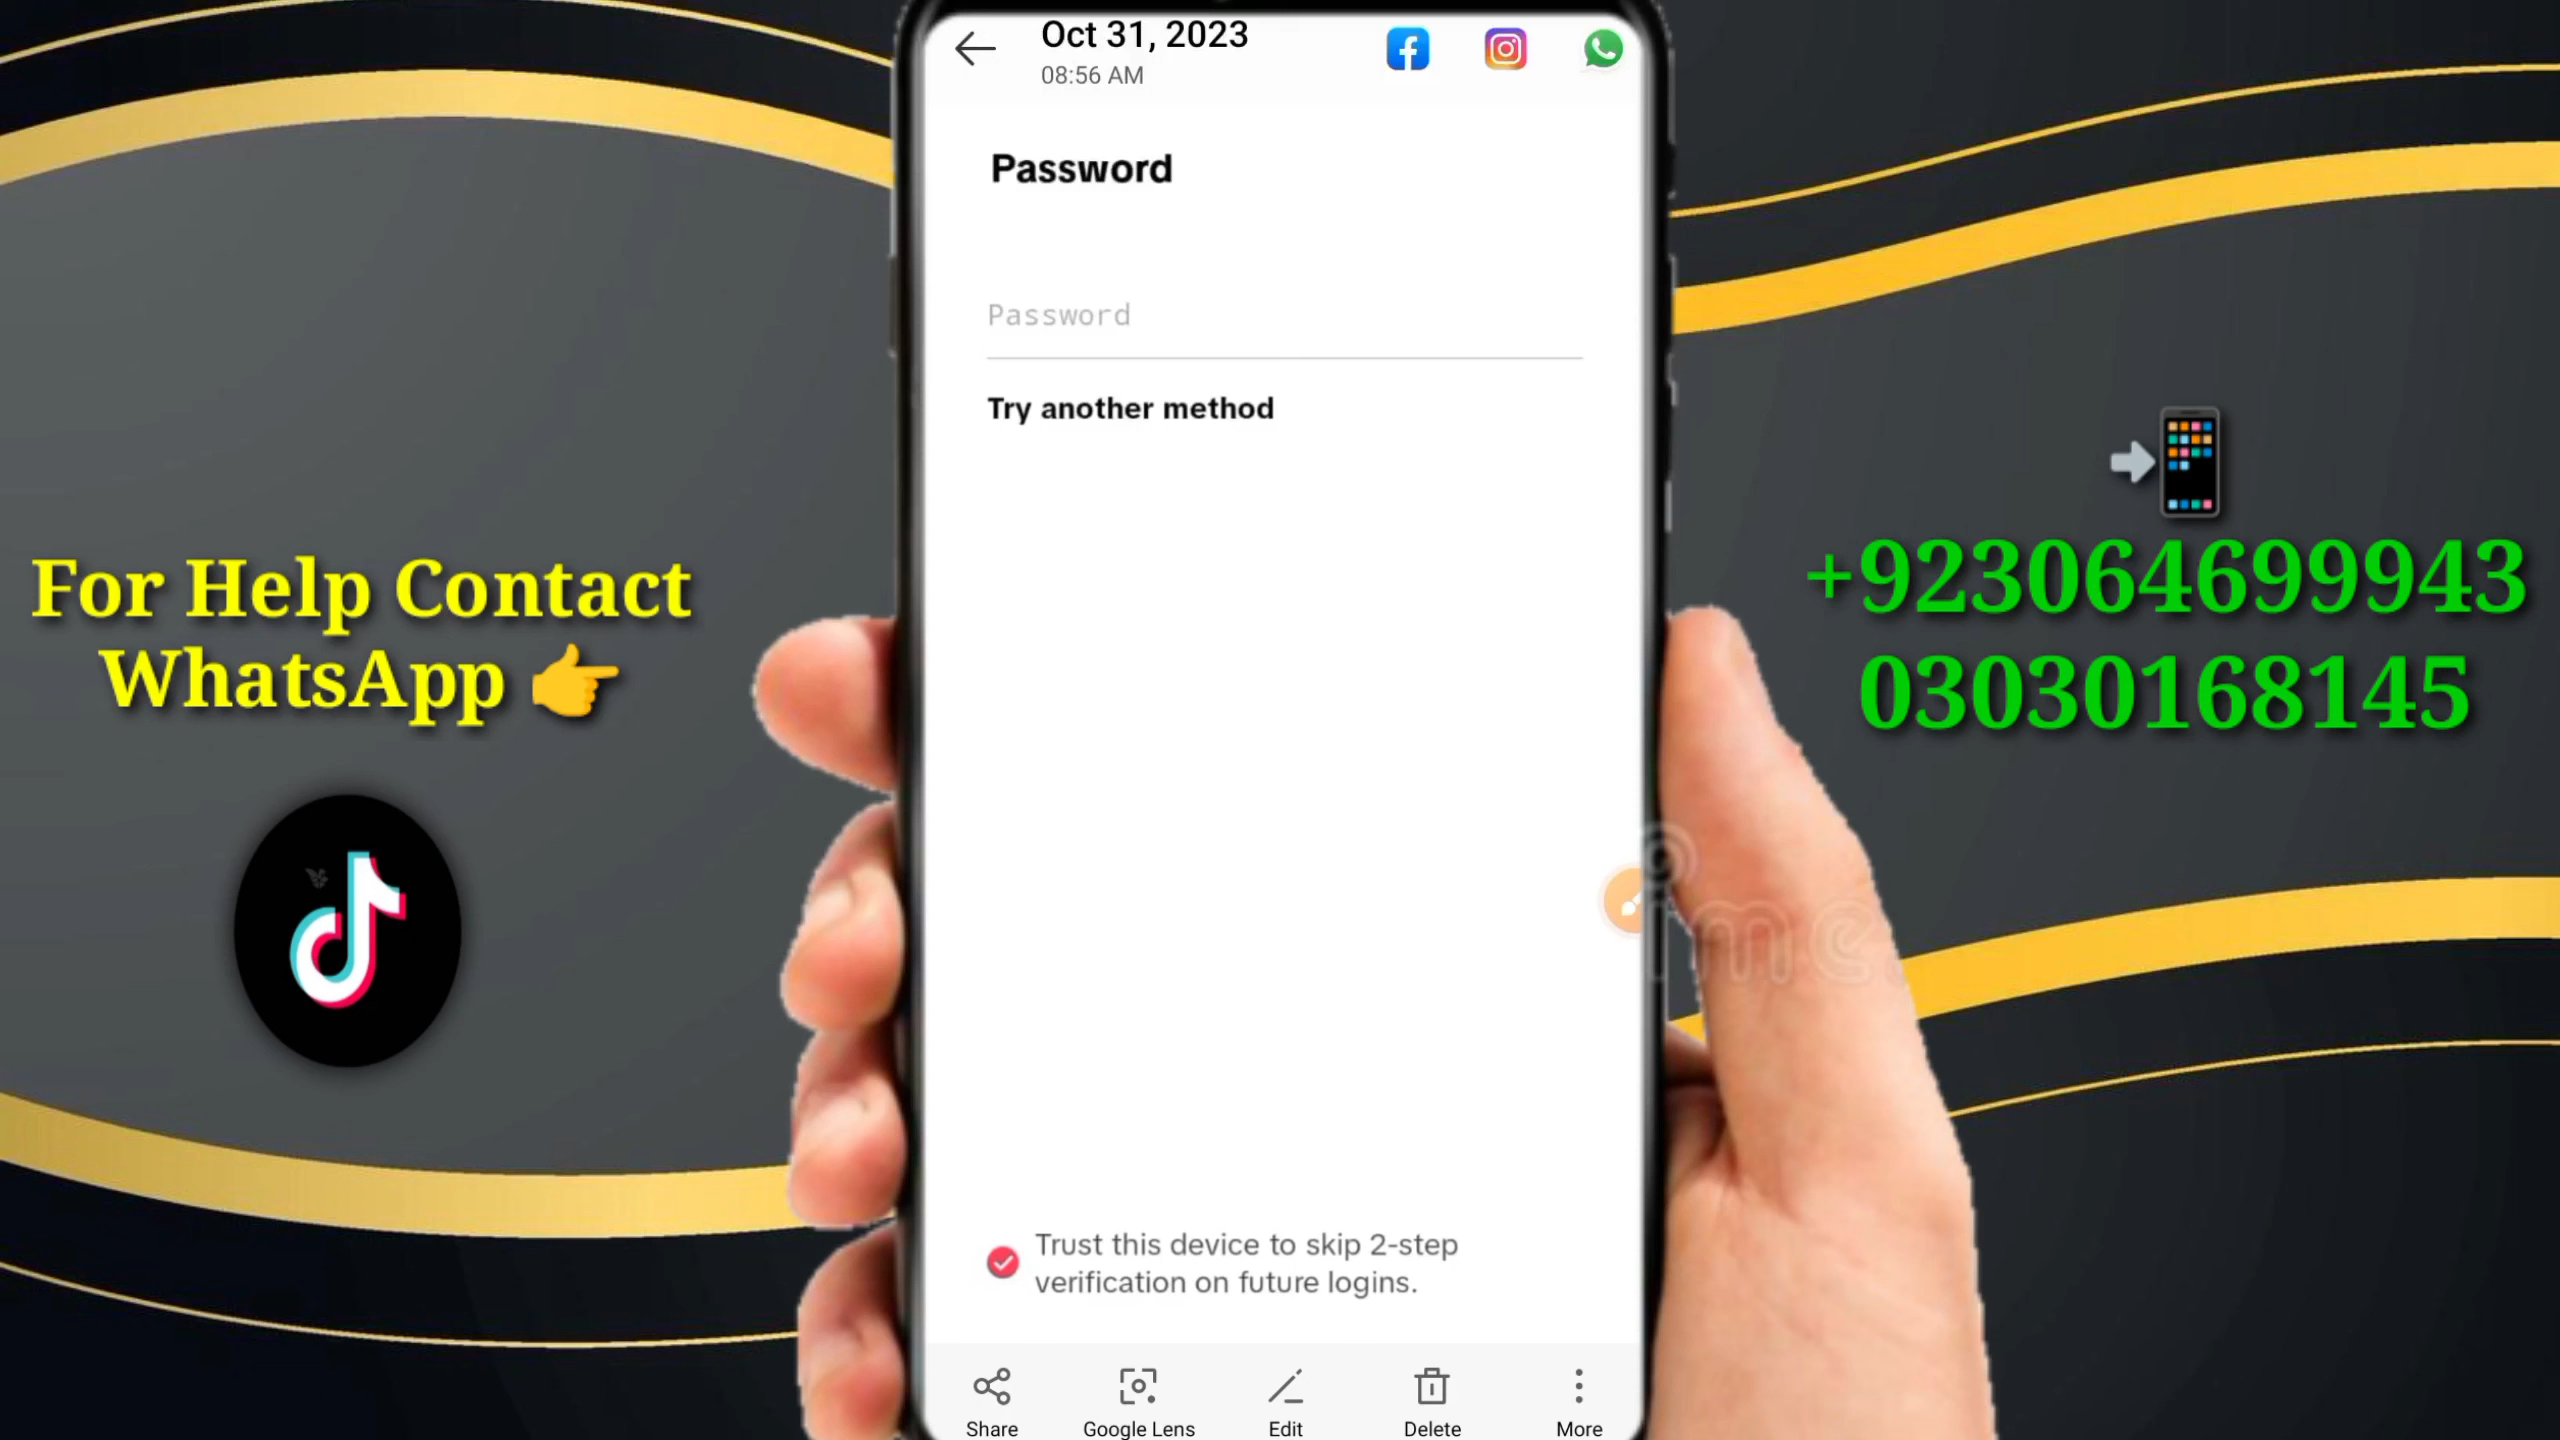 Oct 31, 2023
08:56 AM
Password
Password
Try another method
For Help Contact
WhatsApp 👉
+923064699943
03030168145
ime
Trust this device to skip 2-step
verification on future logins.
Share
Google Lens
Edit
Delete
More